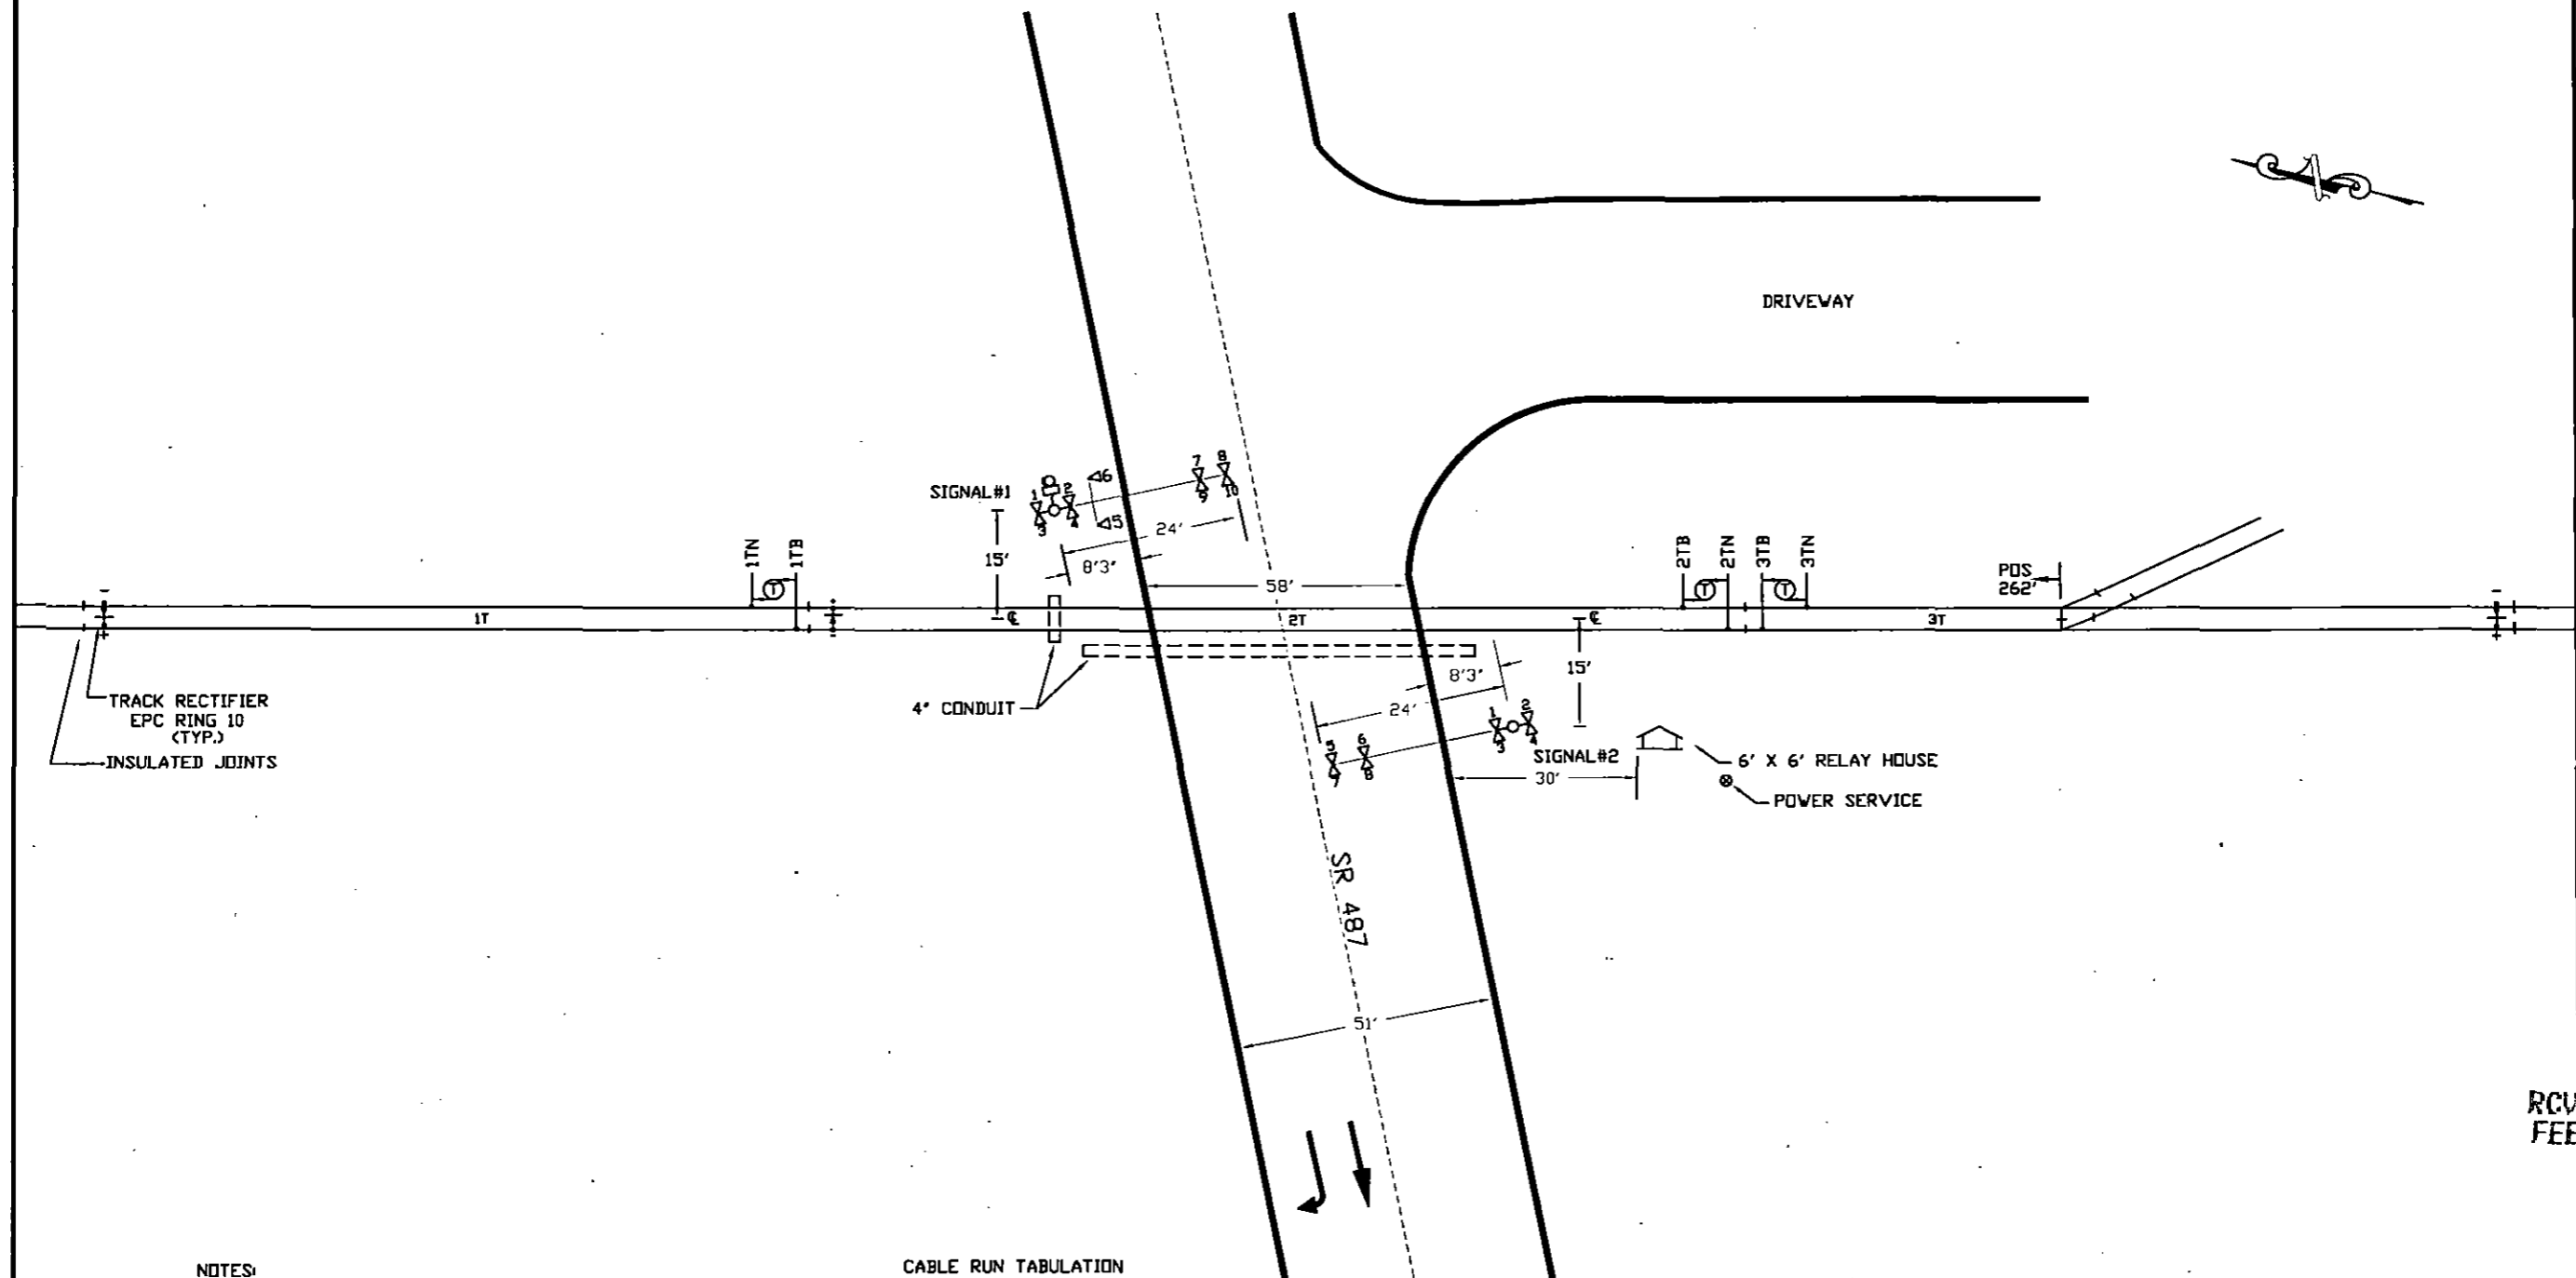 DRIVEWAY
SIGNAL#1
1 2
3 4
6
5
7 8
9 10
24'
15'
8'3"
58'
1TN
1TB
2TB
2TN
3TB
3TN
POS
262'
T
T
T
1T
2T
3T
℄
℄
TRACK RECTIFIER
EPC RING 10
(TYP.)
INSULATED JOINTS
4" CONDUIT
8'3"
15'
24'
1 2
3 4
5 6
7 8
SIGNAL#2
30'
6' X 6' RELAY HOUSE
POWER SERVICE
SR 487
51'
RCV
FEE
NOTES:
CABLE RUN TABULATION